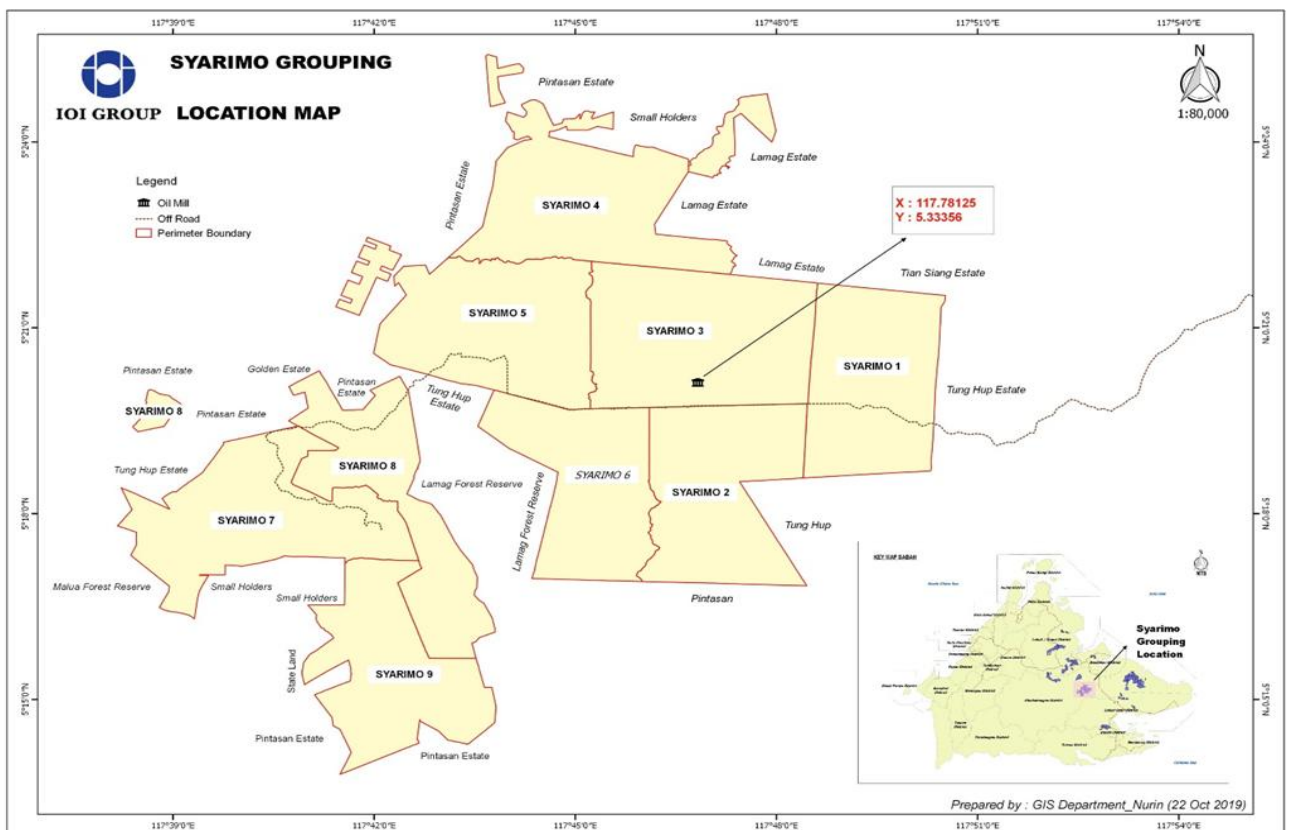 117°39'0"E
117°42'0"E
117°45'0"E
117°48'0"E
117°51'0"E
117°54'0"E
SYARIMO GROUPING
IOI GROUP
LOCATION MAP
N
1:80,000
5°24'0"N
5°24'0"N
Legend
Oil Mill
Off Road
Perimeter Boundary
Pintasan Estate
Small Holders
Lamag Estate
Pintasan Estate
SYARIMO 4
Lamag Estate
X : 117.78125
Y : 5.33356
Lamag Estate
Tian Siang Estate
5°21'0"N
SYARIMO 5
SYARIMO 3
5°21'0"N
Pintasan Estate
Golden Estate
Pintasan
Estate
Tung Hup
Estate
SYARIMO 1
Tung Hup Estate
SYARIMO 8
Pintasan Estate
Tung Hup Estate
SYARIMO 8
Lamag Forest Reserve
SYARIMO 6
SYARIMO 2
5°18'0"N
SYARIMO 7
Lamag Forest Reserve
Tung Hup
5°18'0"N
Malua Forest Reserve
Small Holders
Small Holders
Pintasan
KEY MAP SABAH
Syarimo
Grouping
Location
State Land
SYARIMO 9
5°15'0"N
5°15'0"N
Pintasan Estate
Pintasan Estate
Prepared by : GIS Department_Nurin (22 Oct 2019)
117°39'0"E
117°42'0"E
117°45'0"E
117°48'0"E
117°51'0"E
117°54'0"E